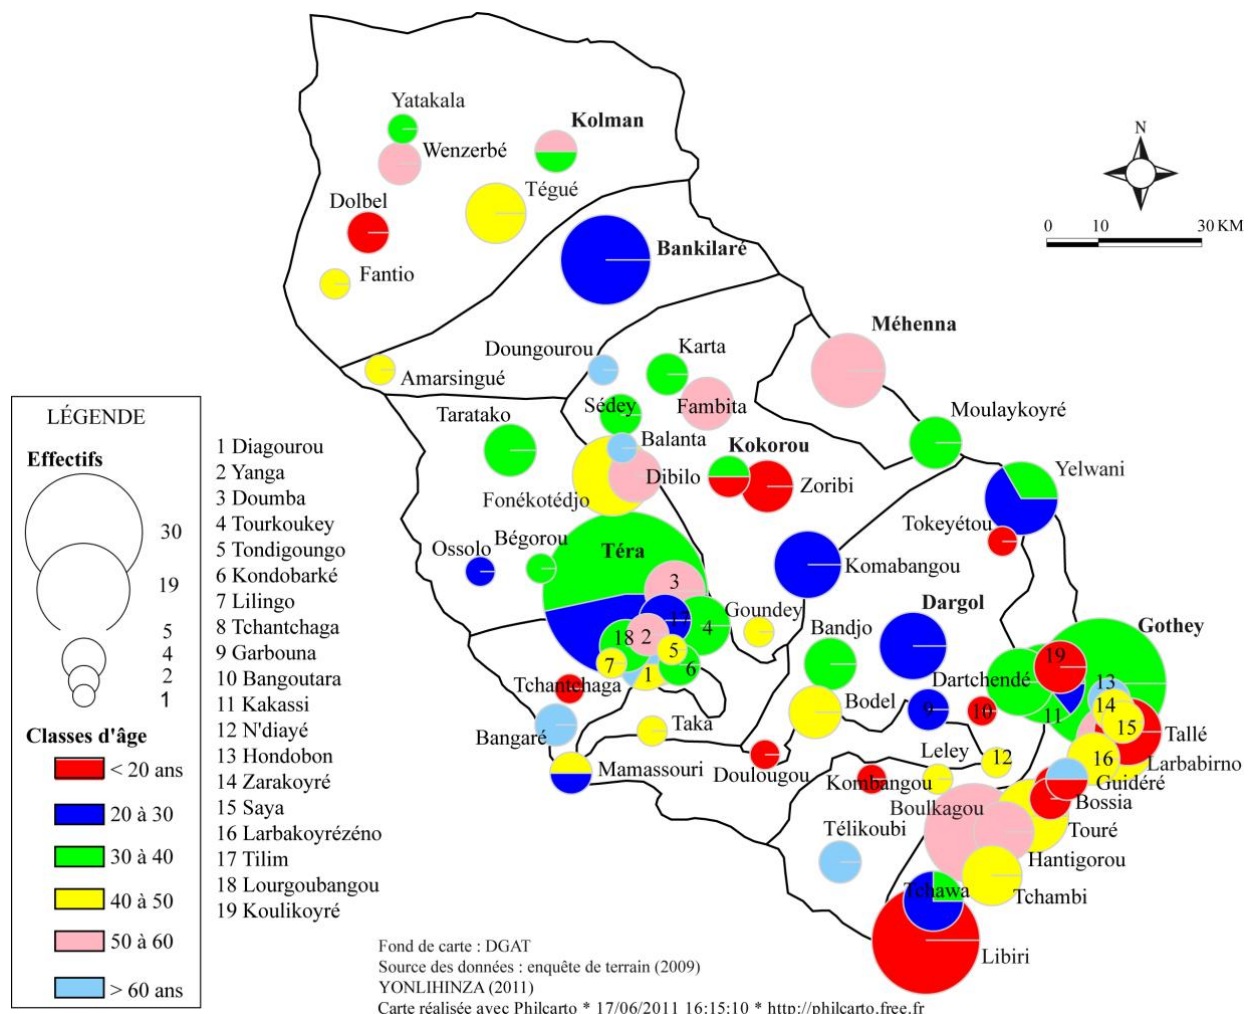 Yatakala
Kolman
Wenzerbé
Tégué
Dolbel
Fantio
Bankilaré
N
0 10 30 KM
Méhenna
Doungourou
Karta
Amarsingué
Sédey
Fambita
Taratako
Balanta
Moulaykoyré
Kokorou
Dibilo
Zoribi
Yelwani
Fonékotédjo
Tokeyétou
Bégorou
Téra
Ossolo
Komabangou
3
17
Goundey
4
18
2
5
7
1
6
Dargol
Bandjo
Gothey
19
Dartchendé
13
Tchantchaga
9
10
11
14
15
Tallé
Bodel
Taka
Bangaré
Leley
12
16
Larbabirno
Mamassouri
Doulougou
Kombangou
Guidéré
Bossia
Boulkagou
Touré
Télikoubi
Hantigorou
Tchawa
Tchambi
Libiri
LÉGENDE
Effectifs
30
19
5
4
2
1
Classes d'âge
< 20 ans
20 à 30
30 à 40
40 à 50
50 à 60
> 60 ans
1 Diagourou
2 Yanga
3 Doumba
4 Tourkoukey
5 Tondigoungo
6 Kondobarké
7 Lilingo
8 Tchantchaga
9 Garbouna
10 Bangoutara
11 Kakassi
12 N'diayé
13 Hondobon
14 Zarakoyré
15 Saya
16 Larbakoyrézéno
17 Tilim
18 Lourgoubangou
19 Koulikoyré
Fond de carte : DGAT
Source des données : enquête de terrain (2009)
YONLIHINZA (2011)
Carte réalisée avec Philcarto * 17/06/2011 16:15:10 * http://philcarto.free.fr